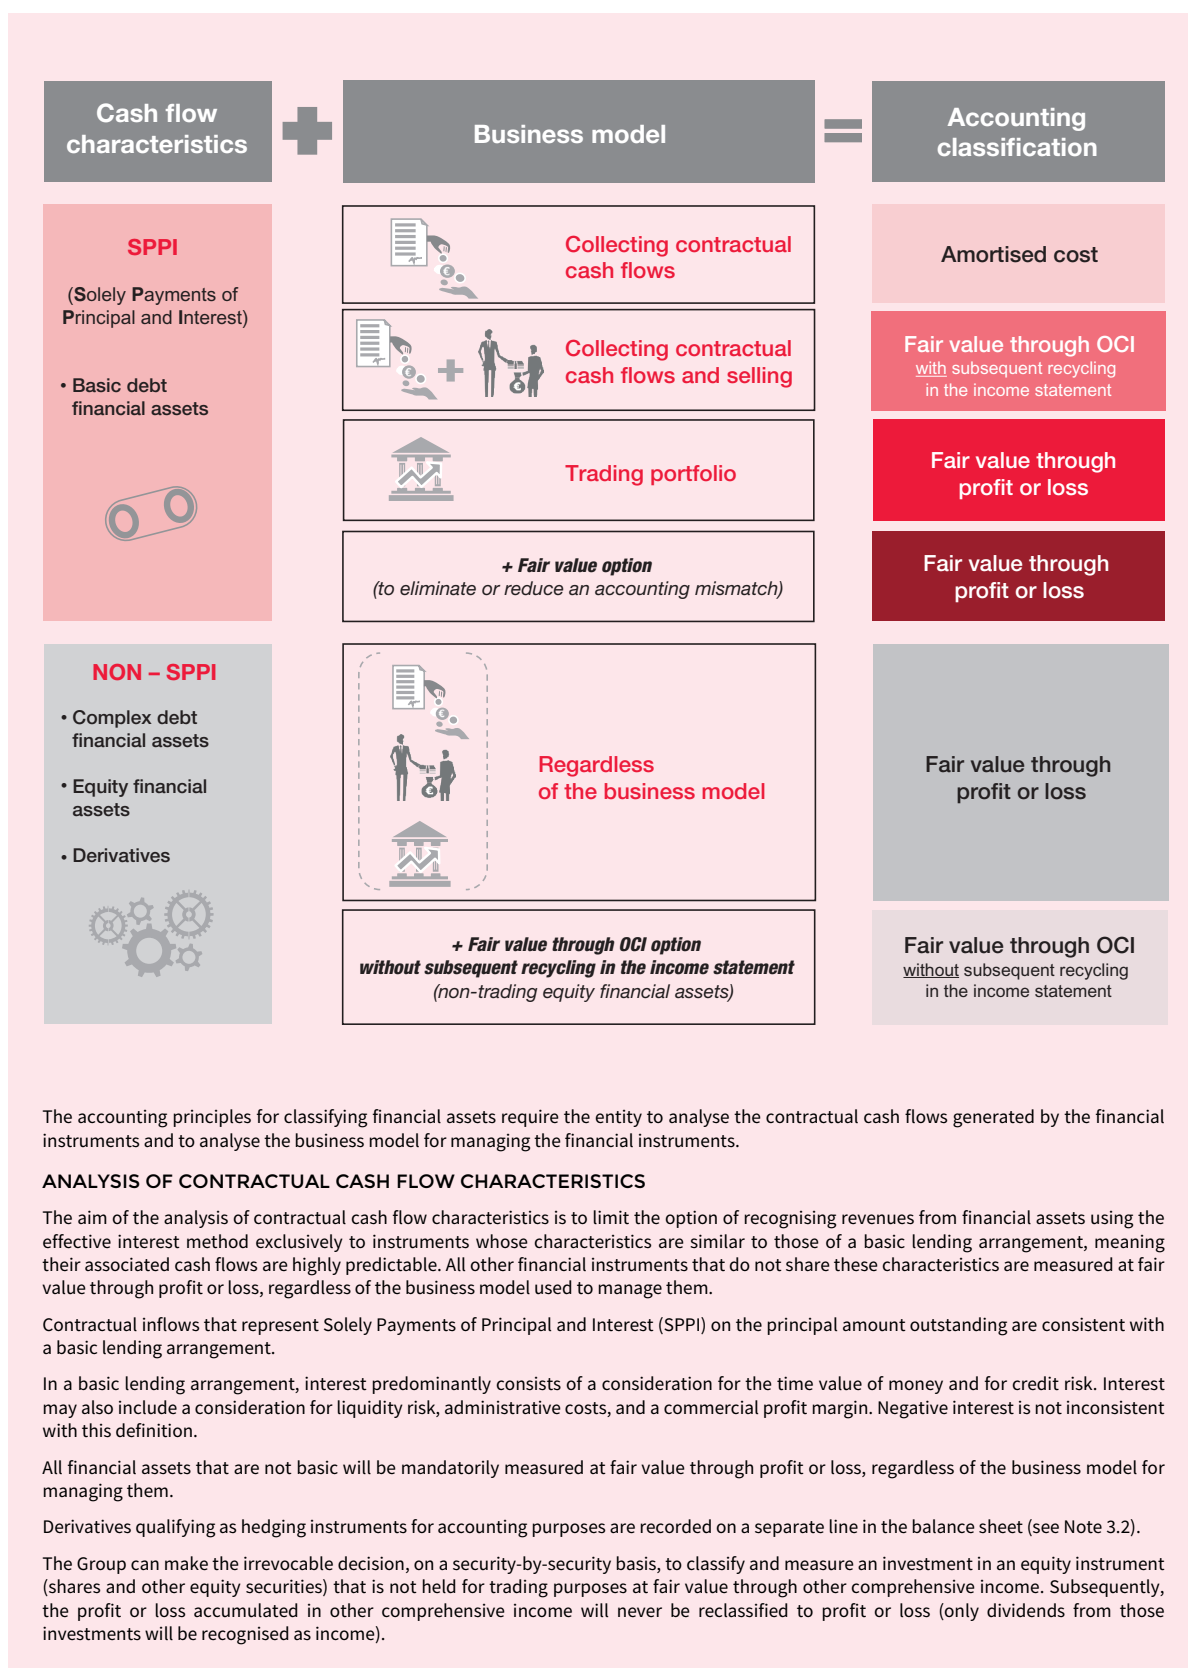 Cash flow
characteristics
Business model
Accounting
classification
SPPI
(Solely Payments of
Principal and Interest)
• Basic debt
financial assets
Collecting contractual
cash flows
Amortised cost
Collecting contractual
cash flows and selling
Fair value through OCI
with subsequent recycling
in the income statement
Trading portfolio
Fair value through
profit or loss
+ Fair value option
(to eliminate or reduce an accounting mismatch)
Fair value through
profit or loss
NON – SPPI
• Complex debt
financial assets
• Equity financial
assets
• Derivatives
Regardless
of the business model
Fair value through
profit or loss
+ Fair value through OCI option
without subsequent recycling in the income statement
(non-trading equity financial assets)
Fair value through OCI
without subsequent recycling
in the income statement
The accounting principles for classifying financial assets require the entity to analyse the contractual cash flows generated by the financial
instruments and to analyse the business model for managing the financial instruments.
ANALYSIS OF CONTRACTUAL CASH FLOW CHARACTERISTICS
The aim of the analysis of contractual cash flow characteristics is to limit the option of recognising revenues from financial assets using the
effective interest method exclusively to instruments whose characteristics are similar to those of a basic lending arrangement, meaning
their associated cash flows are highly predictable. All other financial instruments that do not share these characteristics are measured at fair
value through profit or loss, regardless of the business model used to manage them.
Contractual inflows that represent Solely Payments of Principal and Interest (SPPI) on the principal amount outstanding are consistent with
a basic lending arrangement.
In a basic lending arrangement, interest predominantly consists of a consideration for the time value of money and for credit risk. Interest
may also include a consideration for liquidity risk, administrative costs, and a commercial profit margin. Negative interest is not inconsistent
with this definition.
All financial assets that are not basic will be mandatorily measured at fair value through profit or loss, regardless of the business model for
managing them.
Derivatives qualifying as hedging instruments for accounting purposes are recorded on a separate line in the balance sheet (see Note 3.2).
The Group can make the irrevocable decision, on a security-by-security basis, to classify and measure an investment in an equity instrument
(shares and other equity securities) that is not held for trading purposes at fair value through other comprehensive income. Subsequently,
the profit or loss accumulated in other comprehensive income will never be reclassified to profit or loss (only dividends from those
investments will be recognised as income).